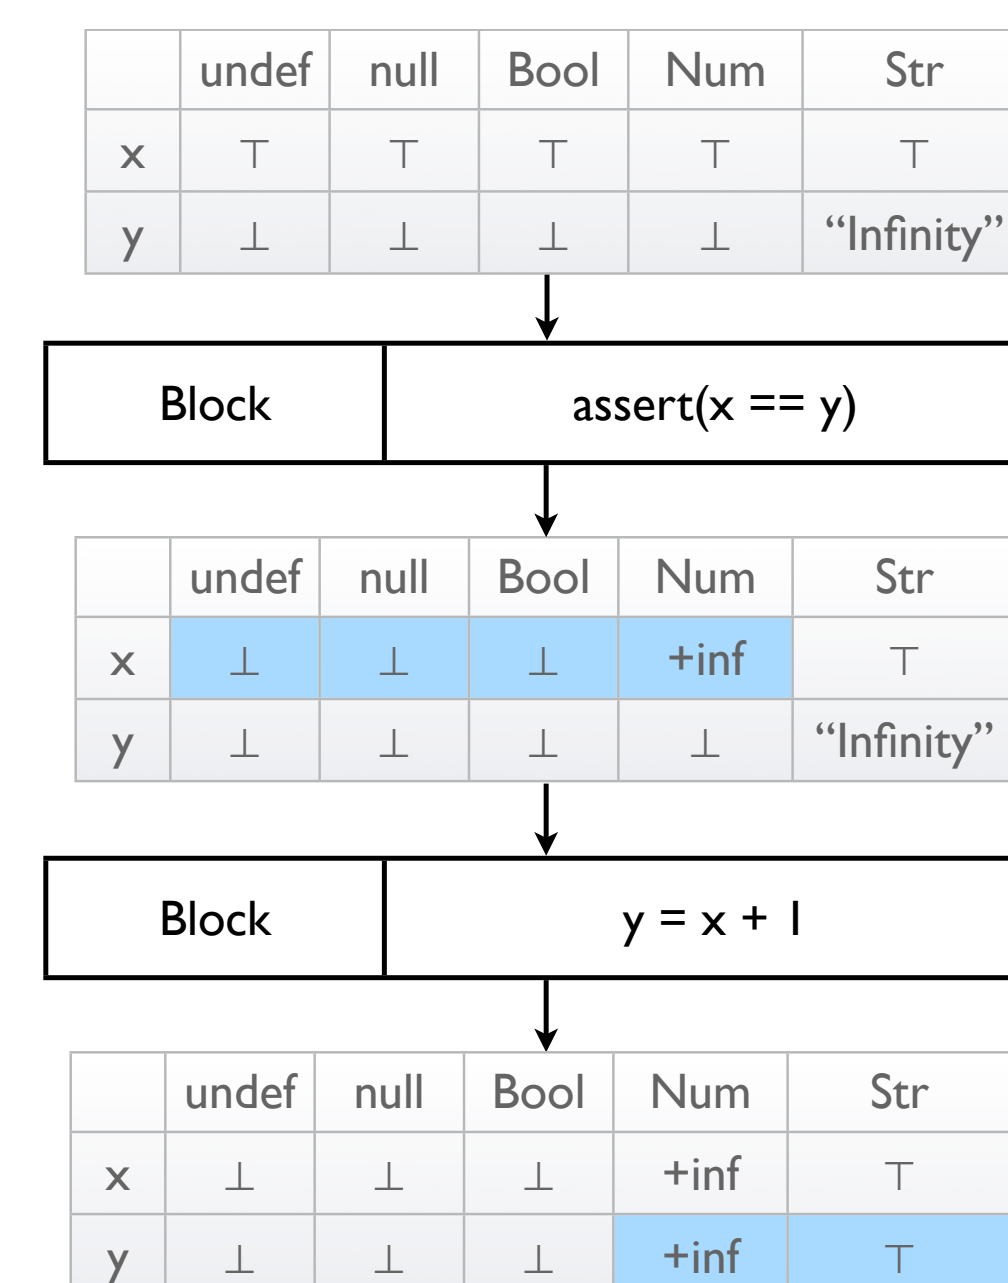 undef null Bool Num Str
x ⊤ ⊤ ⊤ ⊤ ⊤
y ⊥ ⊥ ⊥ ⊥ “Infinity”
Block assert(x == y)
undef null Bool Num Str
x ⊥ ⊥ ⊥ +inf ⊤
y ⊥ ⊥ ⊥ ⊥ “Infinity”
Block y = x + 1
undef null Bool Num Str
x ⊥ ⊥ ⊥ +inf ⊤
y ⊥ ⊥ ⊥ +inf ⊤